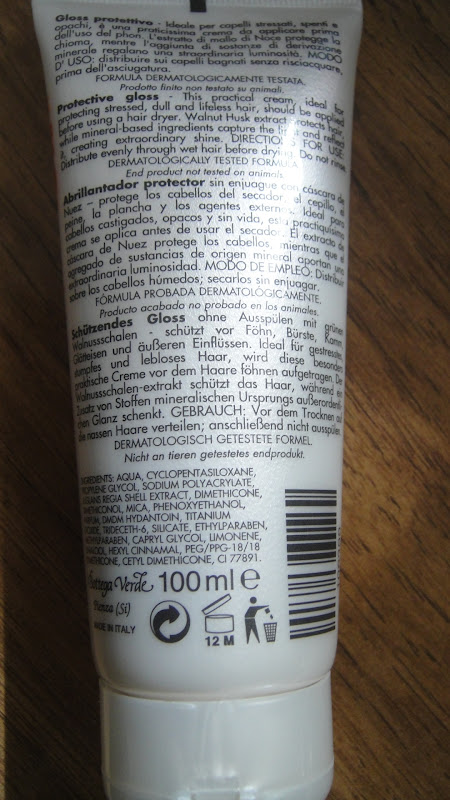 Gloss protettivo - Ideale per capelli stressati, spenti e
opachi, è una praticissima crema da applicare prima
dell'uso del phon. L'estratto di mallo di Noce protegge la
chioma, mentre l'aggiunta di sostanze di derivazione
minerale regalano una straordinaria luminosità. MODO
D' USO: distribuire sui capelli bagnati senza risciacquare,
prima dell'asciugatura.
FORMULA DERMATOLOGICAMENTE TESTATA.
Prodotto finito non testato su animali.
Protective gloss - This practical cream, ideal for
protecting stressed, dull and lifeless hair, should be applied
before using a hair dryer. Walnut Husk extract protects hair,
while mineral-based ingredients capture the light and reflect
it, creating extraordinary shine. DIRECTIONS FOR USE:
Distribute evenly through wet hair before drying. Do not rinse.
DERMATOLOGICALLY TESTED FORMULA
End product not tested on animals.
Abrillantador protector sin enjuague con cáscara de
Nuez – protege los cabellos del secador, el cepillo, el
peine, la plancha y los agentes externos. Ideal para
cabellos castigados, opacos y sin vida, esta practiquísima
crema se aplica antes de usar el secador. El extracto de
cáscara de Nuez protege los cabellos, mientras que el
agregado de sustancias de origen mineral aportan una
extraordinaria luminosidad. MODO DE EMPLEO: Distribuir
sobre los cabellos húmedos; secarlos sin enjuagar.
FÓRMULA PROBADA DERMATOLÓGICAMENTE.
Producto acabado no probado en los animales.
Schützendes Gloss ohne Ausspülen mit grünen
Walnussschalen - schützt vor Föhn, Bürste, Kamm,
Glätteisen und äußeren Einflüssen. Ideal für gestresstes,
stumpfes und lebloses Haar, wird diese besonders
praktische Creme vor dem Haare föhnen aufgetragen. Der
Walnussschalen-extrakt schützt das Haar, während ein
Zusatz von Stoffen mineralischen Ursprungs außerordentli-
chen Glanz schenkt. GEBRAUCH: Vor dem Trocknen auf
die nassen Haare verteilen; anschließend nicht ausspülen.
DERMATOLOGISCH GETESTETE FORMEL.
Nicht an tieren getestetes endprodukt.
INGREDIENTS: AQUA, CYCLOPENTASILOXANE,
PROPYLENE GLYCOL, SODIUM POLYACRYLATE,
JUGLANS REGIA SHELL EXTRACT, DIMETHICONE,
DIMETHICONOL, MICA, PHENOXYETHANOL,
PARFUM, DMDM HYDANTOIN, TITANIUM
DIOXIDE, TRIDECETH-6, SILICATE, ETHYLPARABEN,
METHYLPARABEN, CAPRYL GLYCOL, LIMONENE,
LINALOOL, HEXYL CINNAMAL, PEG/PPG-18/18
DIMETHICONE, CETYL DIMETHICONE, CI 77891.
Bottega Verde 100 ml e
Pienza (Si)
MADE IN ITALY
12 M